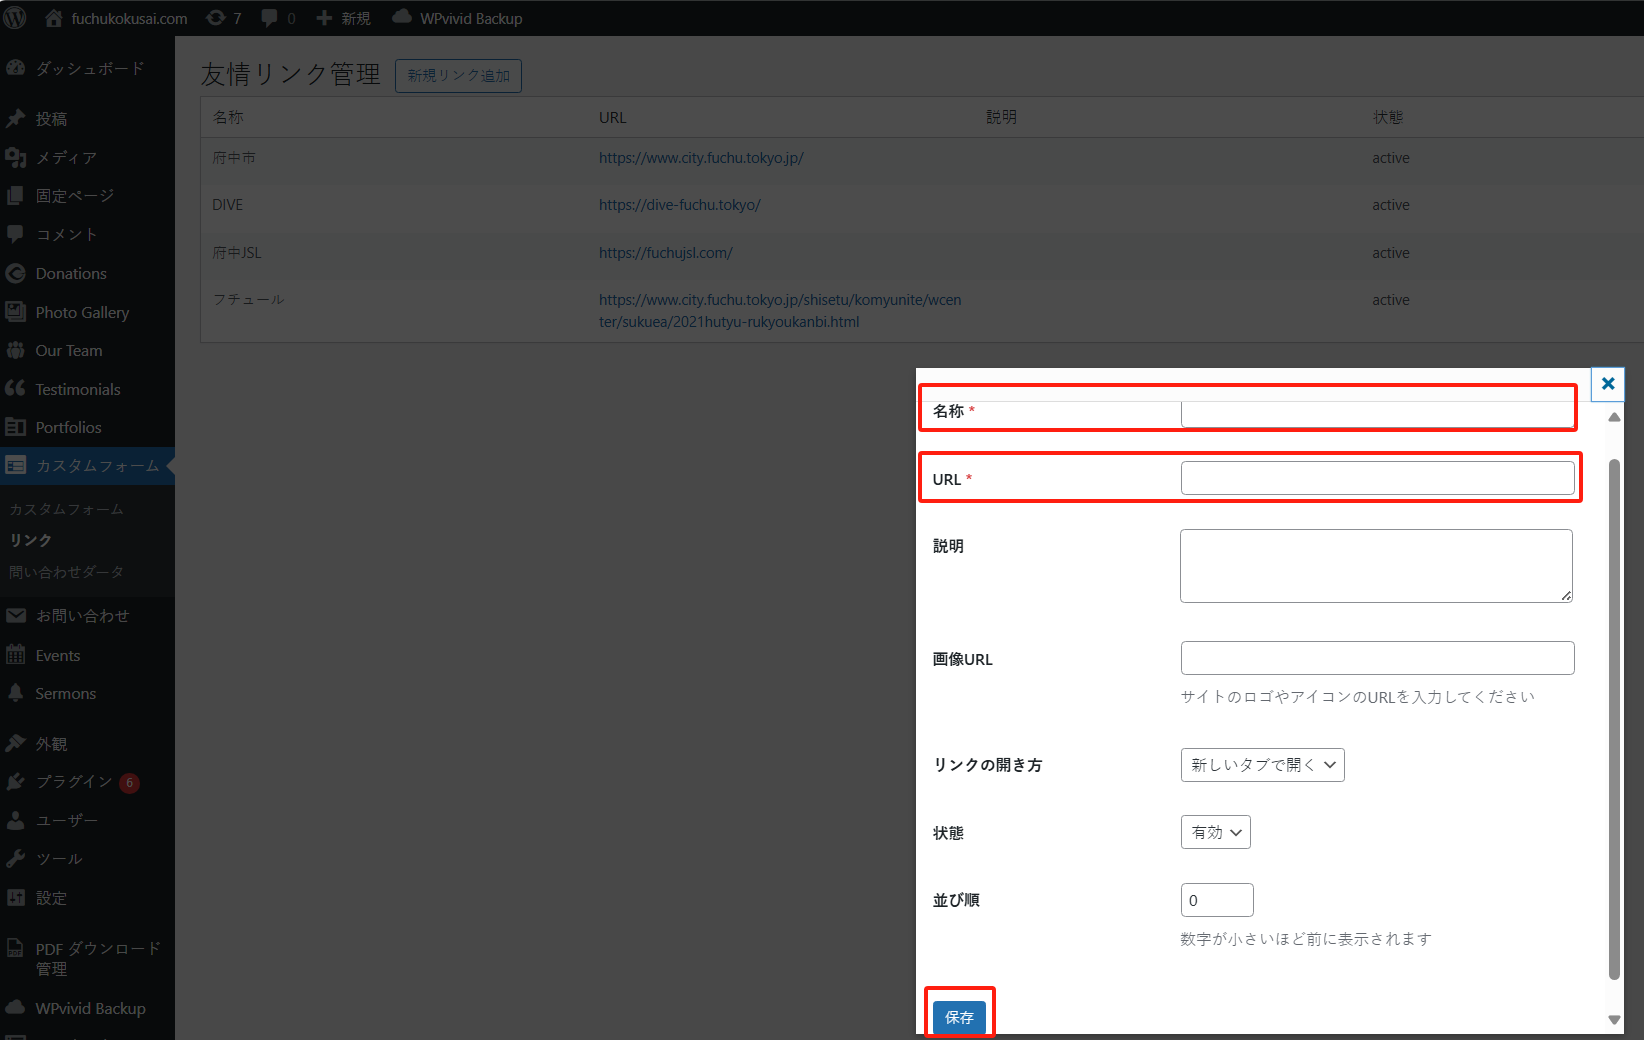 fuchukokusai.com 7 0 新規 WPvivid Backup
ダッシュボード
投稿
メディア
固定ページ
コメント
Donations
Photo Gallery
Our Team
Testimonials
Portfolios
カスタムフォーム
カスタムフォーム
リンク
問い合わせデータ
お問い合わせ
Events
Sermons
外観
プラグイン 6
ユーザー
ツール
設定
PDF ダウンロード
管理
WPvivid Backup
友情リンク管理 新規リンク追加
名称 URL 説明 状態
府中市 https://www.city.fuchu.tokyo.jp/ active
DIVE https://dive-fuchu.tokyo/ active
府中JSL https://fuchujsl.com/ active
フチュール https://www.city.fuchu.tokyo.jp/shisetu/komyunite/wcen active
ter/sukuea/2021hutyu-rukyoukanbi.html
名称 *
URL *
説明
画像URL
サイトのロゴやアイコンのURLを入力してください
リンクの開き方 新しいタブで開く
状態 有効
並び順 0
数字が小さいほど前に表示されます
保存